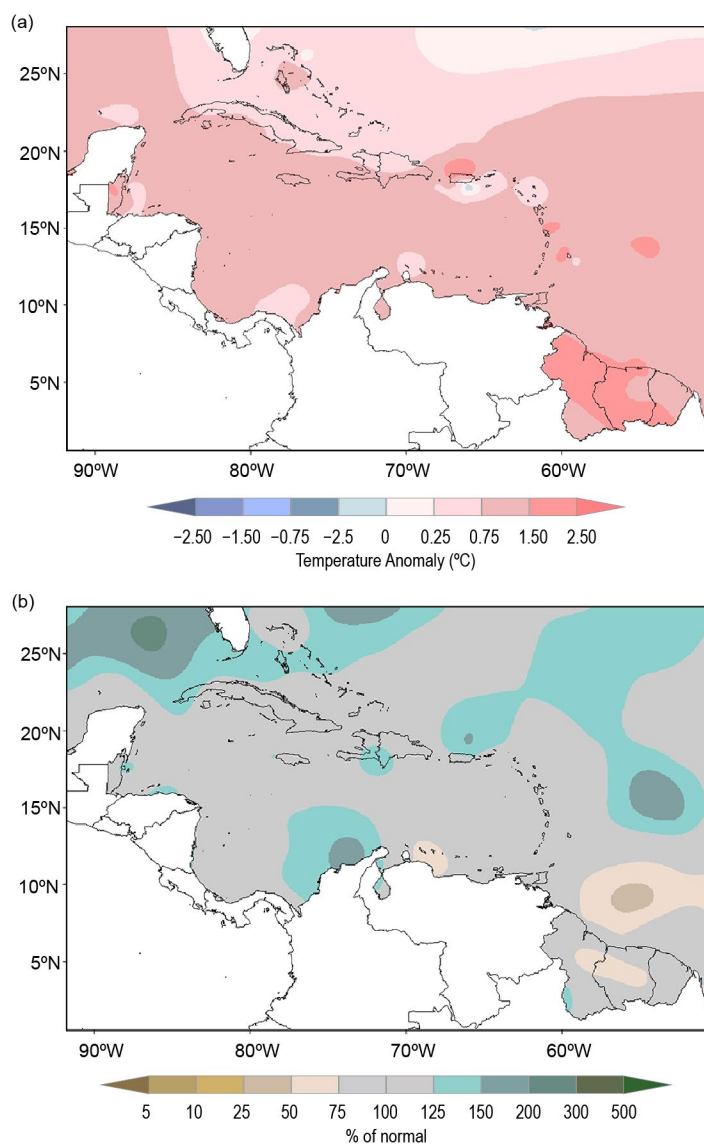 (a)
25ºN
20ºN
15ºN
10ºN
5ºN
90ºW 80ºW 70ºW 60ºW
−2.50 −1.50 −0.75 −2.5 0 0.25 0.75 1.50 2.50
Temperature Anomaly (ºC)
(b)
25ºN
20ºN
15ºN
10ºN
5ºN
90ºW 80ºW 70ºW 60ºW
5 10 25 50 75 100 125 150 200 300 500
% of normal